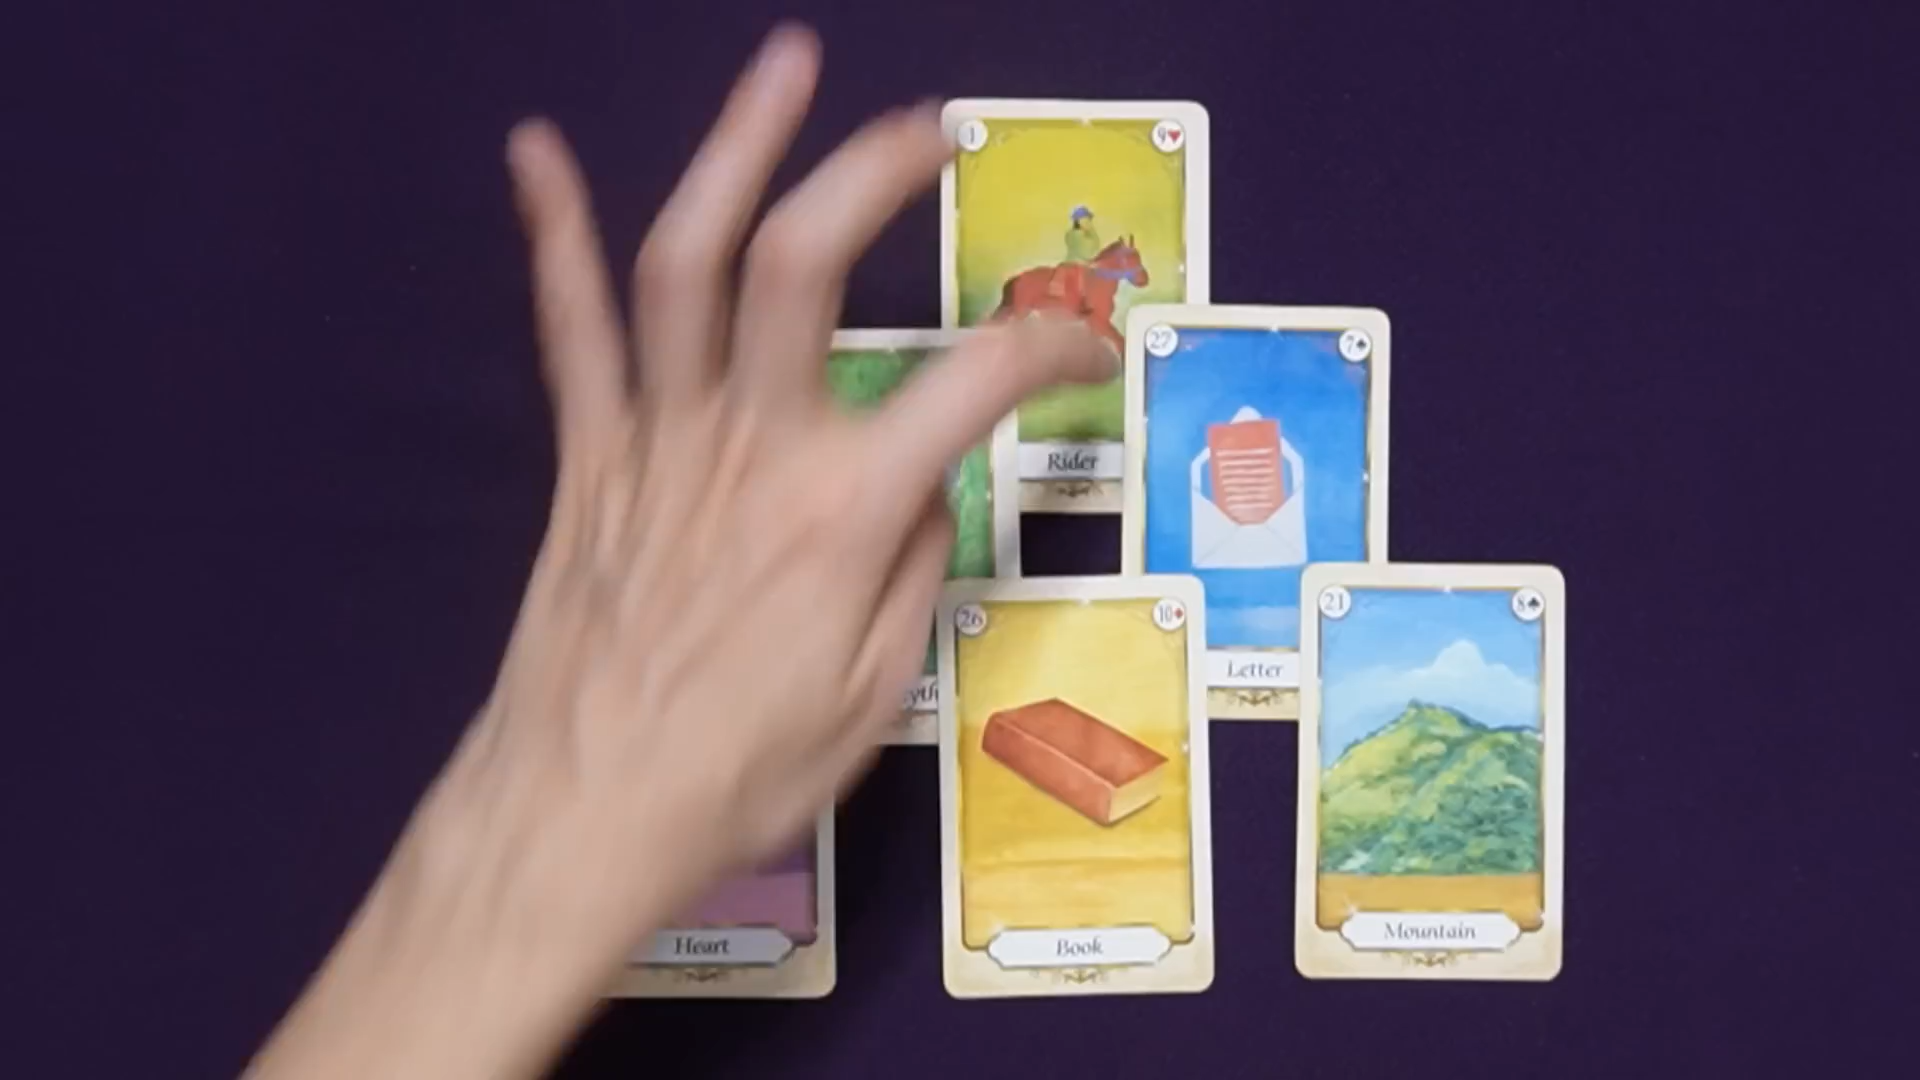 1 9♥
Rider
27 7♠
Letter
26 10♦
Book
21 8♣
Mountain
Heart